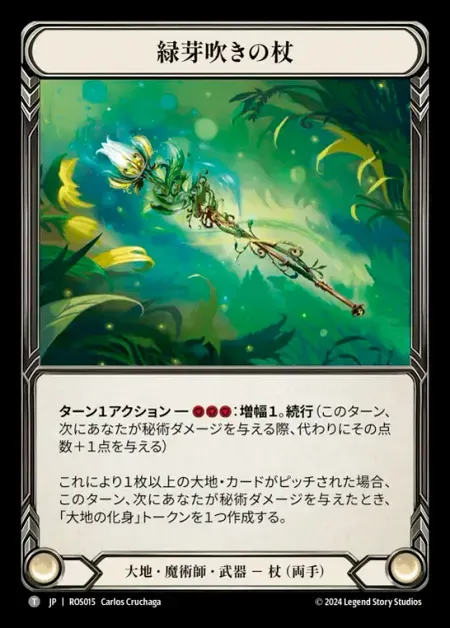 緑芽吹きの杖
ターン1アクション ― : 増幅1。続行(このターン、
次にあなたが秘術ダメージを与える際、代わりにその点
数+1点を与える)
これにより1枚以上の大地・カードがピッチされた場合、
このターン、次にあなたが秘術ダメージを与えたとき、
「大地の化身」トークンを1つ作成する。
大地・魔術師・武器 ― 杖 (両手)
T JP | ROS015 Carlos Cruchaga
© 2024 Legend Story Studios